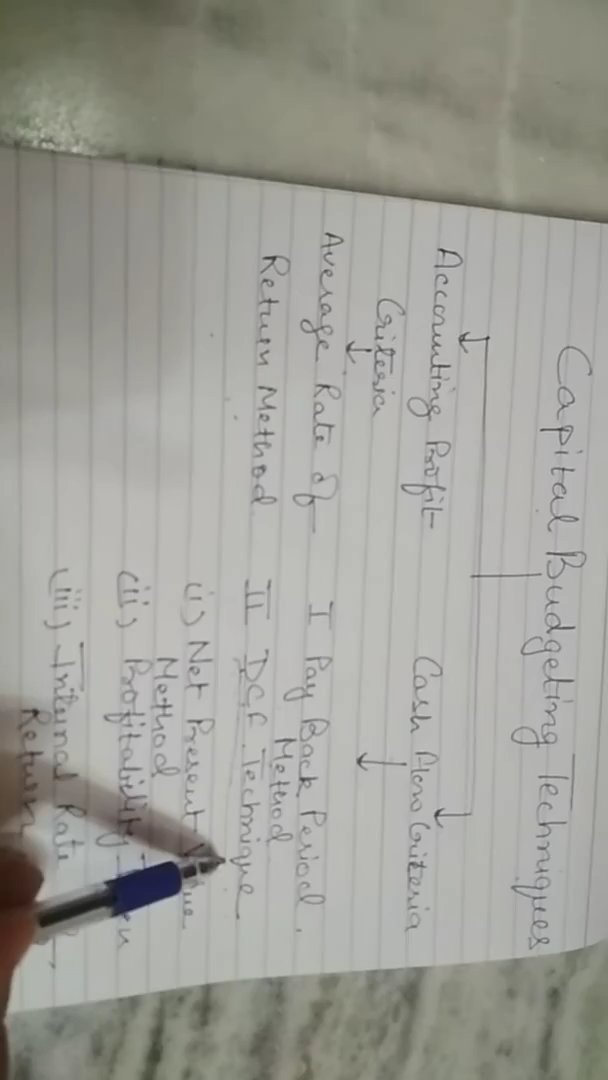 Capital Budgeting Techniques
Accounting Profit
Criteria
Cash Flow Criteria
Average Rate of
Return Method
I Pay Back Period
Method
II DCF Technique
(i) Net Present
Method
(ii) Profitability
(iii) Internal Rate
Return